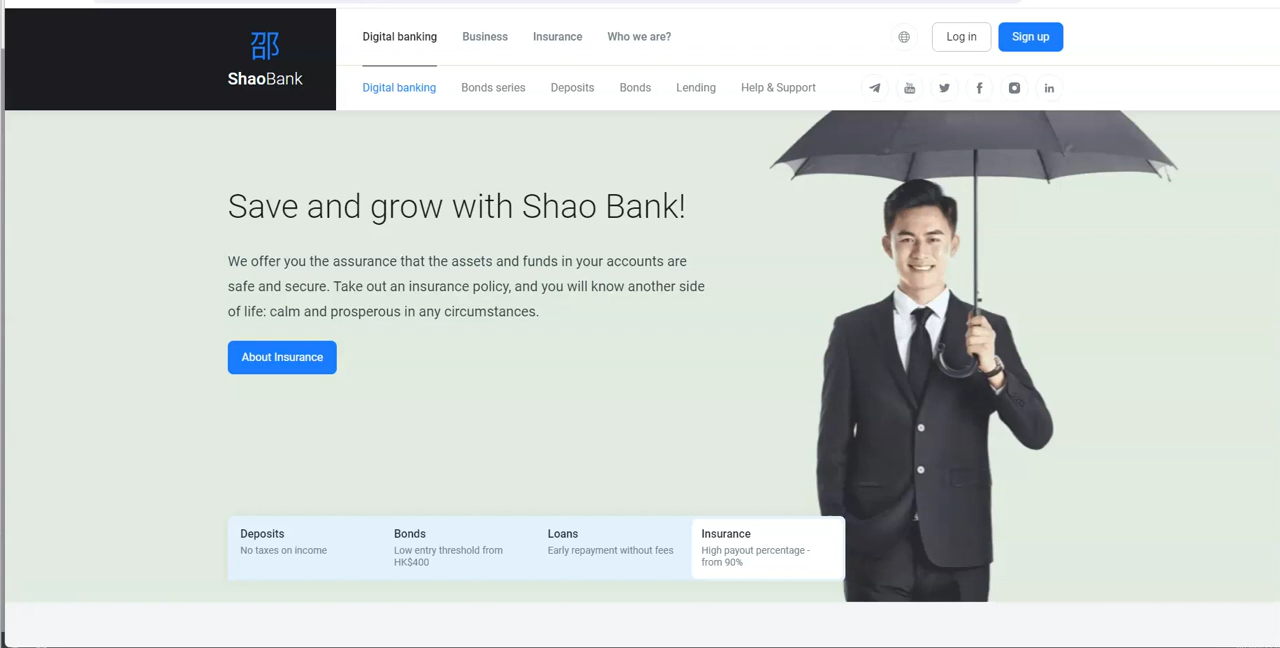 邵
ShaoBank
Digital banking Business Insurance Who we are?
Log in Sign up
Digital banking Bonds series Deposits Bonds Lending Help & Support
Save and grow with Shao Bank!
We offer you the assurance that the assets and funds in your accounts are
safe and secure. Take out an insurance policy, and you will know another side
of life: calm and prosperous in any circumstances.
About Insurance
Deposits
No taxes on income
Bonds
Low entry threshold from
HK$400
Loans
Early repayment without fees
Insurance
High payout percentage -
from 90%